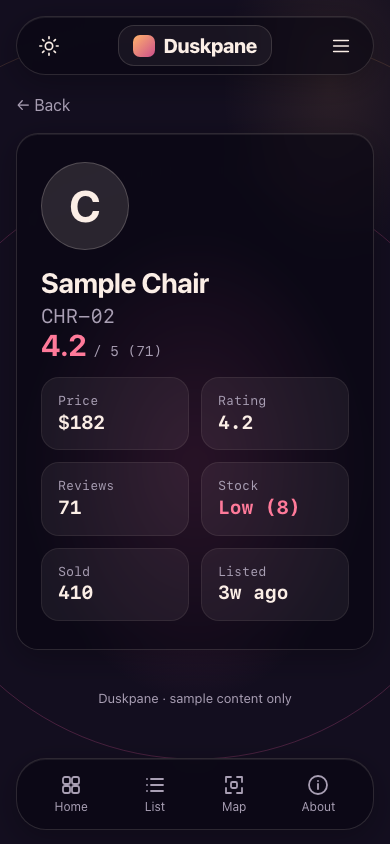 Duskpane
← Back
C
Sample Chair
CHR—02
4.2 / 5 (71)
Price
$182
Rating
4.2
Reviews
71
Stock
Low (8)
Sold
410
Listed
3w ago
Duskpane · sample content only
Home
List
Map
About